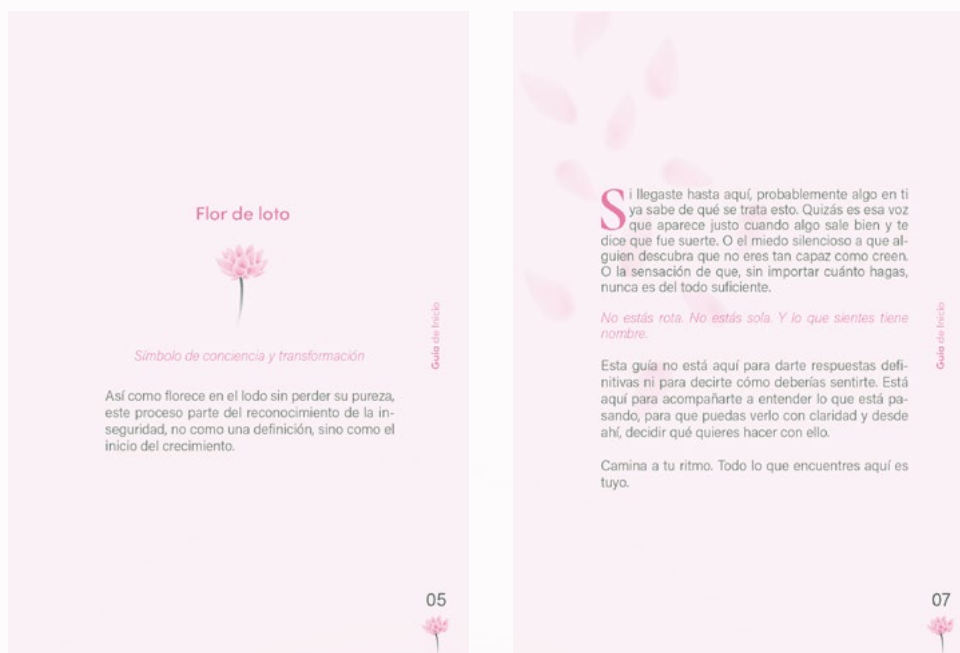 Flor de loto
Símbolo de conciencia y transformación
Así como florece en el lodo sin perder su pureza,
este proceso parte del reconocimiento de la in-
seguridad, no como una definición, sino como el
inicio del crecimiento.
Guía de Inicio
05
Si llegaste hasta aquí, probablemente algo en ti
ya sabe de qué se trata esto. Quizás es esa voz
que aparece justo cuando algo sale bien y te
dice que fue suerte. O el miedo silencioso a que al-
guien descubra que no eres tan capaz como creen.
O la sensación de que, sin importar cuánto hagas,
nunca es del todo suficiente.
No estás rota. No estás sola. Y lo que sientes tiene
nombre.
Esta guía no está aquí para darte respuestas defi-
nitivas ni para decirte cómo deberías sentirte. Está
aquí para acompañarte a entender lo que está pa-
sando, para que puedas verlo con claridad y desde
ahí, decidir qué quieres hacer con ello.
Camina a tu ritmo. Todo lo que encuentres aquí es
tuyo.
Guía de Inicio
07